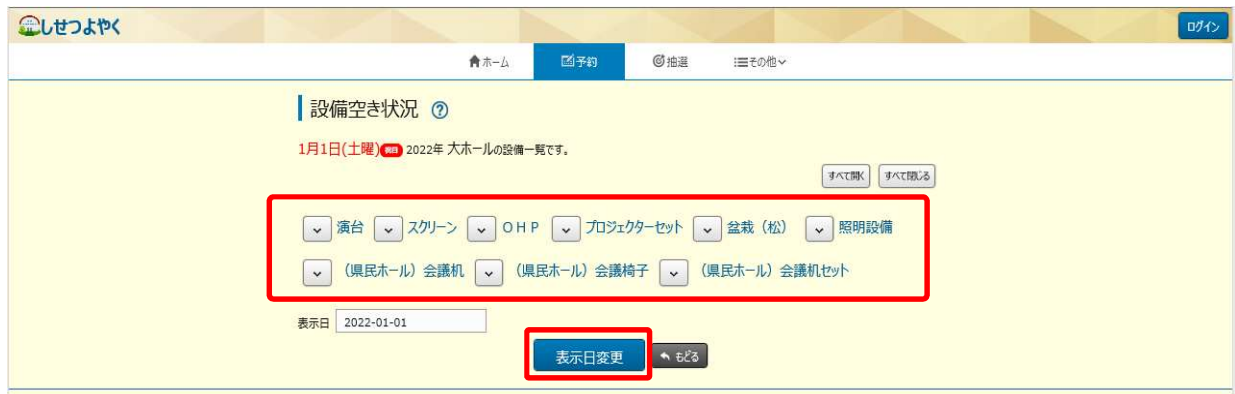 しせつよやく
ログイン
ホーム 予約 抽選 その他
設備空き状況 ?
1月1日(土曜)祝日 2022年 大ホールの設備一覧です。
すべて開く すべて閉じる
演台 スクリーン OHP プロジェクターセット 盆栽（松） 照明設備
（県民ホール）会議机 （県民ホール）会議椅子 （県民ホール）会議机セット
表示日 2022-01-01
表示日変更 もどる